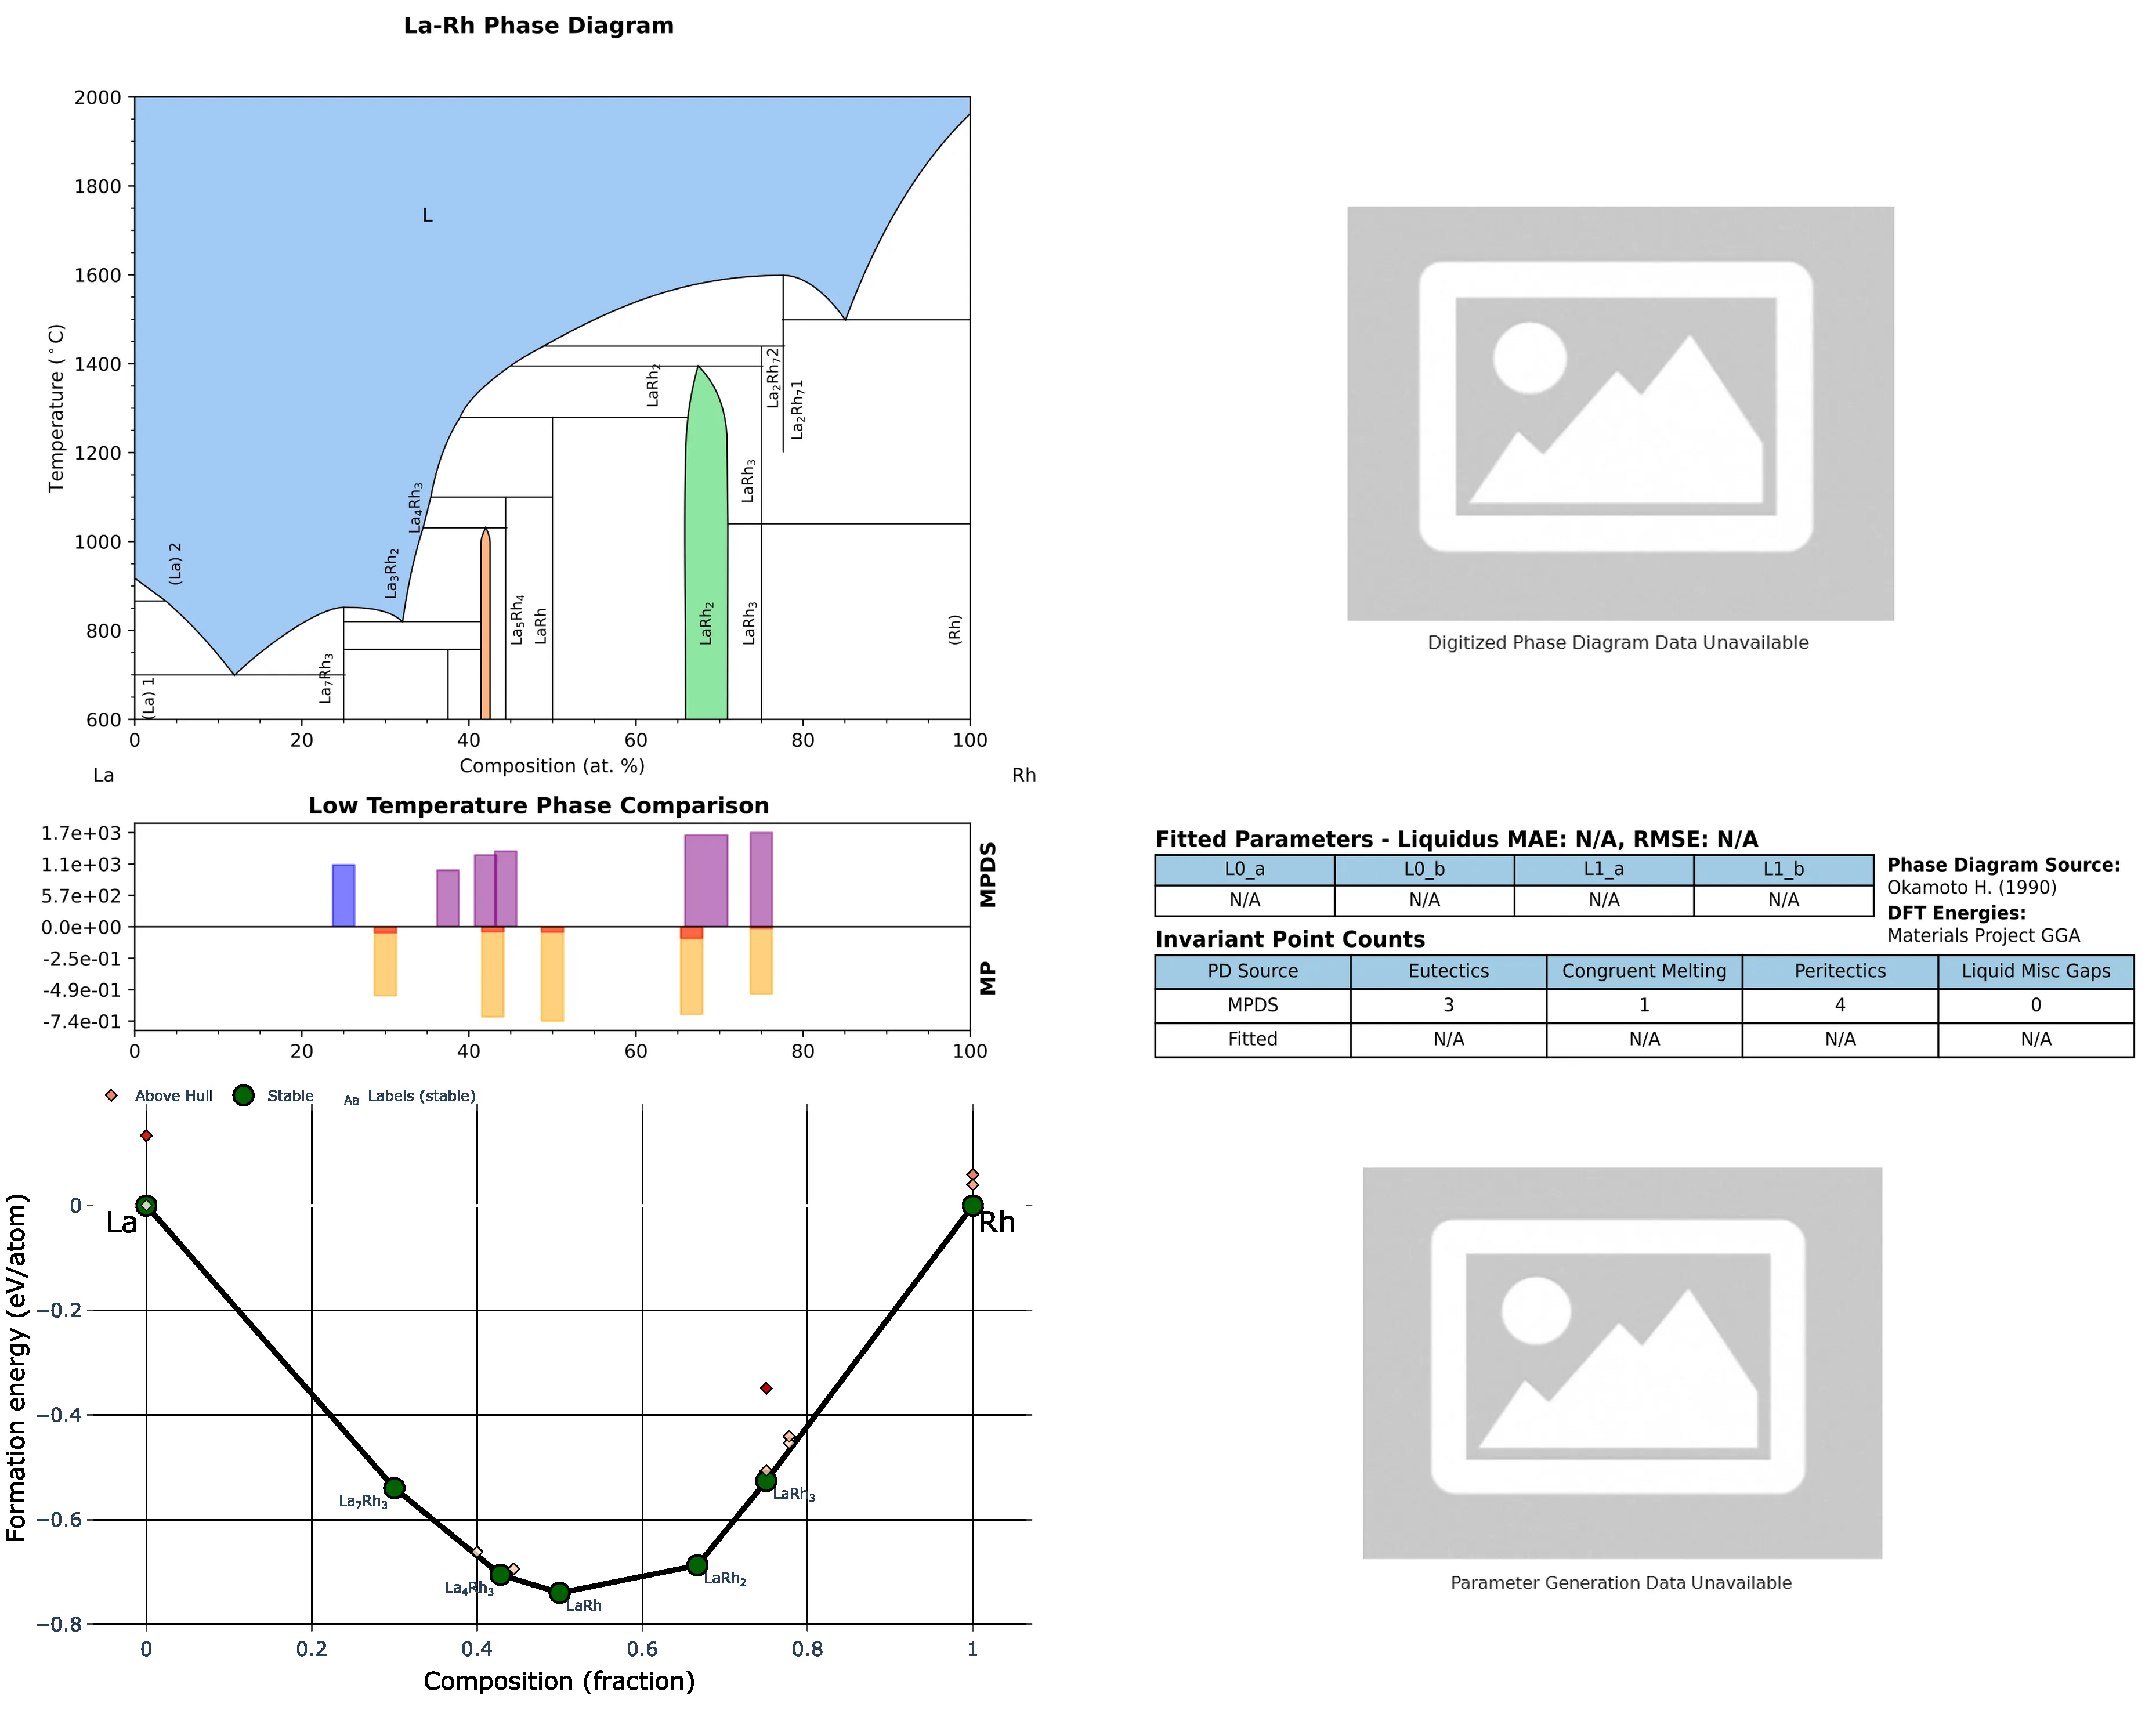 La-Rh Phase Diagram
2000
1800
1600
1400
1200
1000
800
600
Temperature (°C)
L
(La) 2
(La) 1
La₇Rh₃
La₃Rh₂
La₄Rh₃
La₅Rh₄
LaRh
LaRh₂
LaRh₂
LaRh₃
LaRh₃
La₂Rh₇2
La₂Rh₇1
(Rh)
0 20 40 60 80 100
Composition (at. %)
La
Rh
Digitized Phase Diagram Data Unavailable
Low Temperature Phase Comparison
1.7e+03
1.1e+03
5.7e+02
0.0e+00
-2.5e-01
-4.9e-01
-7.4e-01
MPDS
MP
0 20 40 60 80 100
Fitted Parameters - Liquidus MAE: N/A, RMSE: N/A
L0_a L0_b L1_a L1_b
N/A N/A N/A N/A
Phase Diagram Source:
Okamoto H. (1990)
DFT Energies:
Materials Project GGA
Invariant Point Counts
PD Source Eutectics Congruent Melting Peritectics Liquid Misc Gaps
MPDS 3 1 4 0
Fitted N/A N/A N/A N/A
Above Hull Stable Aa Labels (stable)
0
−0.2
−0.4
−0.6
−0.8
Formation energy (eV/atom)
La
Rh
La₇Rh₃
La₄Rh₃
LaRh
LaRh₂
LaRh₃
0 0.2 0.4 0.6 0.8 1
Composition (fraction)
Parameter Generation Data Unavailable